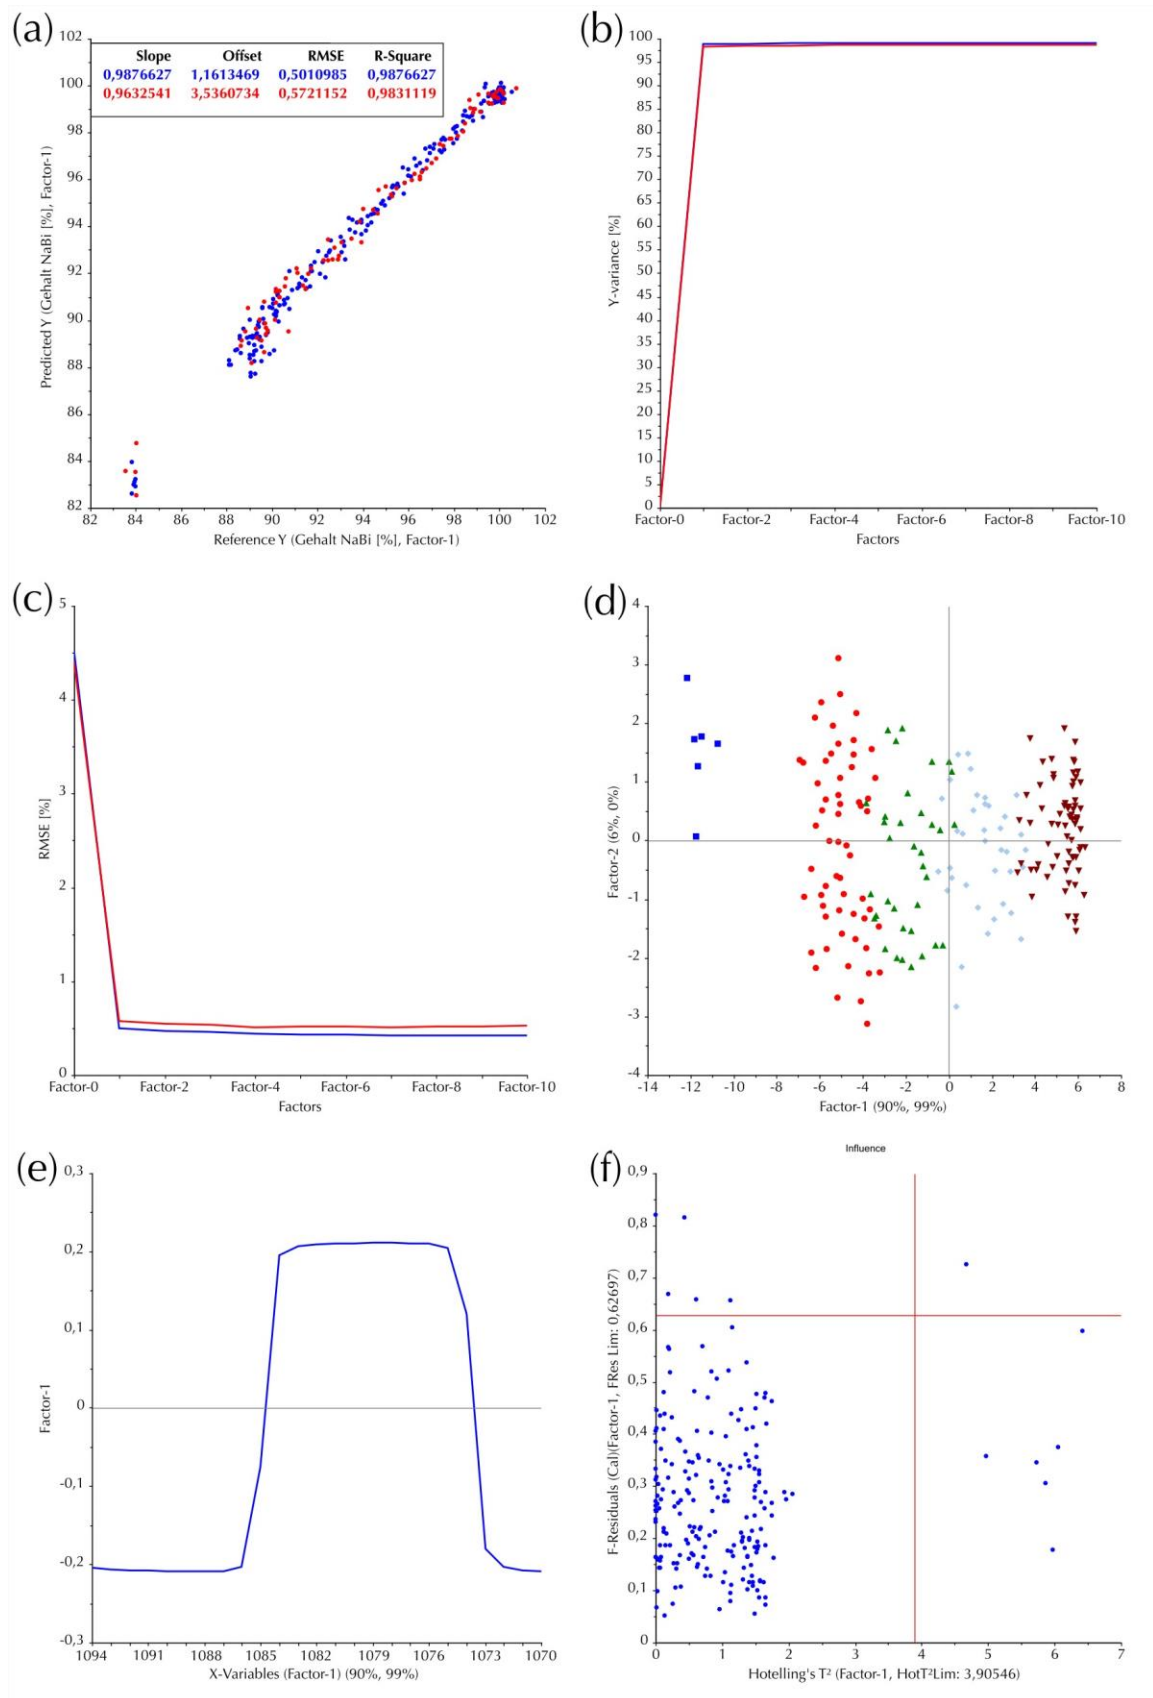 (a)
Slope Offset RMSE R-Square
0,9876627 1,1613469 0,5010985 0,9876627
0,9632541 3,5360734 0,5721152 0,9831119
102
100
98
96
94
92
90
88
86
84
82
Predicted Y (Gehalt NaBi [%], Factor-1)
82 84 86 88 90 92 94 96 98 100 102
Reference Y (Gehalt NaBi [%], Factor-1)
(b)
100
95
90
85
80
75
70
65
60
55
50
45
40
35
30
25
20
15
10
5
0
Y-variance [%]
Factor-0 Factor-2 Factor-4 Factor-6 Factor-8 Factor-10
Factors
(c)
5
4
3
2
1
0
RMSE [%]
Factor-0 Factor-2 Factor-4 Factor-6 Factor-8 Factor-10
Factors
(d)
4
3
2
1
0
-1
-2
-3
-4
Factor-2 (6%, 0%)
-14 -12 -10 -8 -6 -4 -2 0 2 4 6 8
Factor-1 (90%, 99%)
(e)
0,3
0,2
0,1
0
-0,1
-0,2
-0,3
Factor-1
1094 1091 1088 1085 1082 1079 1076 1073 1070
X-Variables (Factor-1) (90%, 99%)
(f)
Influence
0,9
0,8
0,7
0,6
0,5
0,4
0,3
0,2
0,1
0
F-Residuals (Cal)(Factor-1, FRes Lim: 0,62697)
0 1 2 3 4 5 6 7
Hotelling's T² (Factor-1, HotT²Lim: 3,90546)